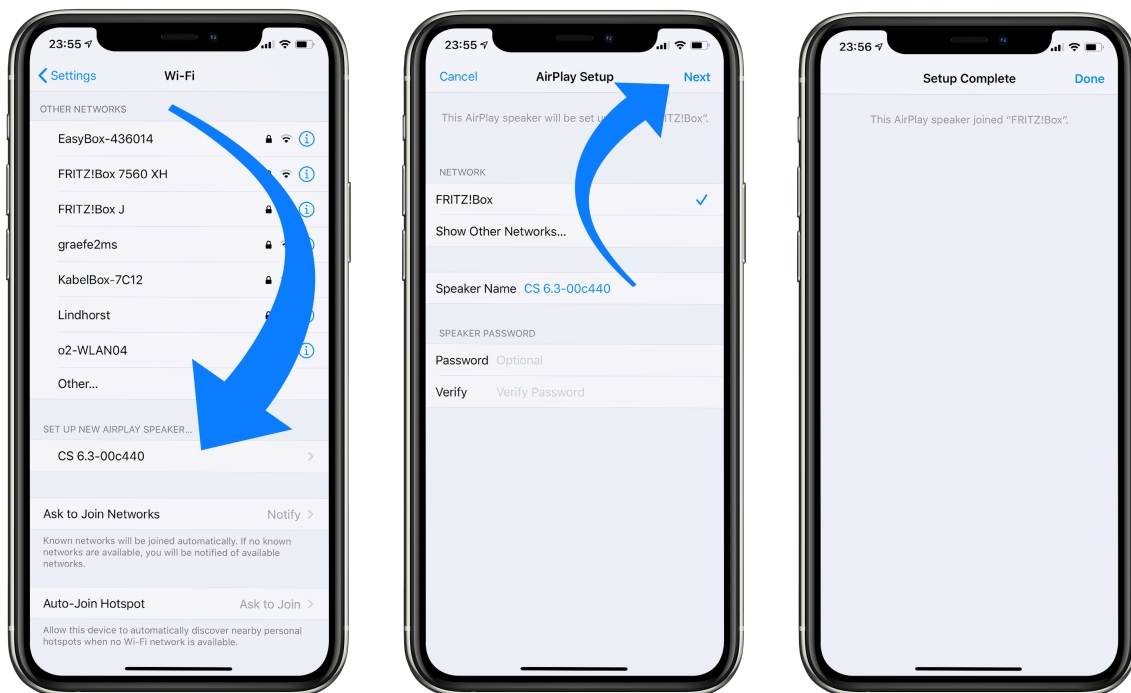 23:55
Settings
Wi-Fi
OTHER NETWORKS
EasyBox-436014
FRITZ!Box 7560 XH
FRITZ!Box J
graefe2ms
KabelBox-7C12
Lindhorst
o2-WLAN04
Other...
SET UP NEW AIRPLAY SPEAKER...
CS 6.3-00c440
Ask to Join Networks Notify
Known networks will be joined automatically. If no known
networks are available, you will be notified of available
networks.
Auto-Join Hotspot Ask to Join
Allow this device to automatically discover nearby personal
hotspots when no Wi-Fi network is available.
23:55
Cancel AirPlay Setup Next
This AirPlay speaker will be set
NETWORK
FRITZ!Box
Show Other Networks...
Speaker Name CS 6.3-00c440
SPEAKER PASSWORD
Password Optional
Verify Verify Password
23:56
Setup Complete Done
This AirPlay speaker joined “FRITZ!Box”.